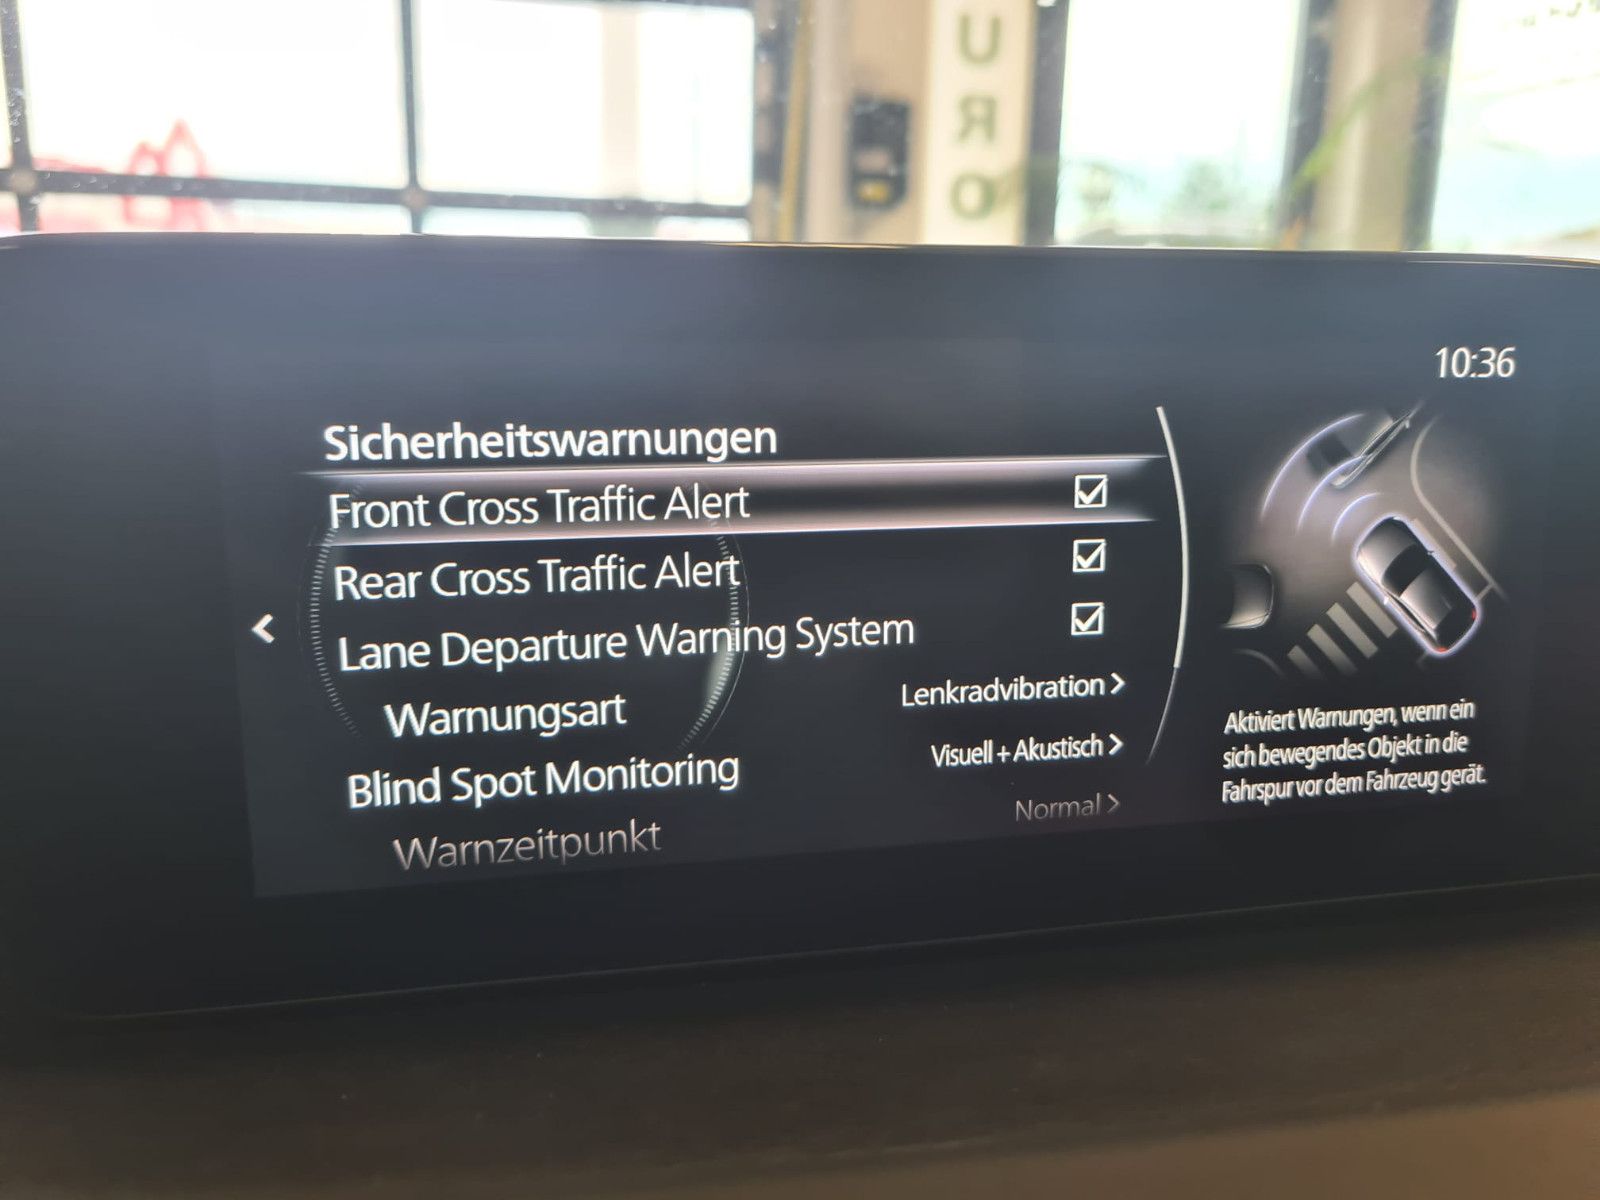 U
R
O
10:36
Sicherheitswarnungen
Front Cross Traffic Alert
Rear Cross Traffic Alert
Lane Departure Warning System
Warnungsart Lenkradvibration >
Blind Spot Monitoring Visuell + Akustisch >
Warnzeitpunkt Normal >
Aktiviert Warnungen, wenn ein
sich bewegendes Objekt in die
Fahrspur vor dem Fahrzeug gerät.